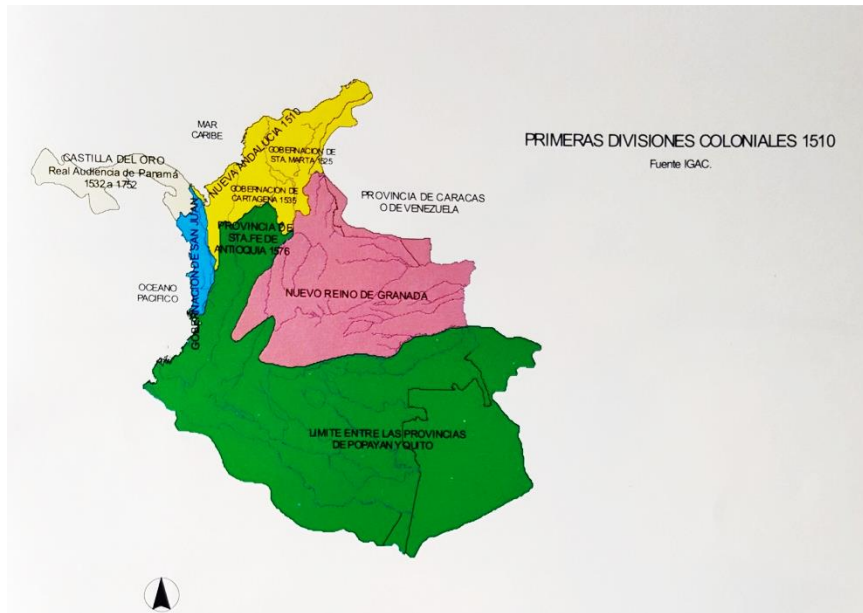 PRIMERAS DIVISIONES COLONIALES 1510
Fuente IGAC.
MAR
CARIBE
CASTILLA DEL ORO
Real Audiencia de Panamá
1532 a 1752
NUEVA ANDALUCIA 1510
GOBERNACION DE
STA. MARTA 1525
GOBERNACION DE
CARTAGENA 1535
PROVINCIA DE CARACAS
O DE VENEZUELA
PROVINCIA DE
STA.FE DE
ANTIOQUIA 1576
GOBERNACION DE SAN JUAN
OCEANO
PACIFICO
NUEVO REINO DE GRANADA
LIMITE ENTRE LAS PROVINCIAS
DE POPAYAN Y QUITO